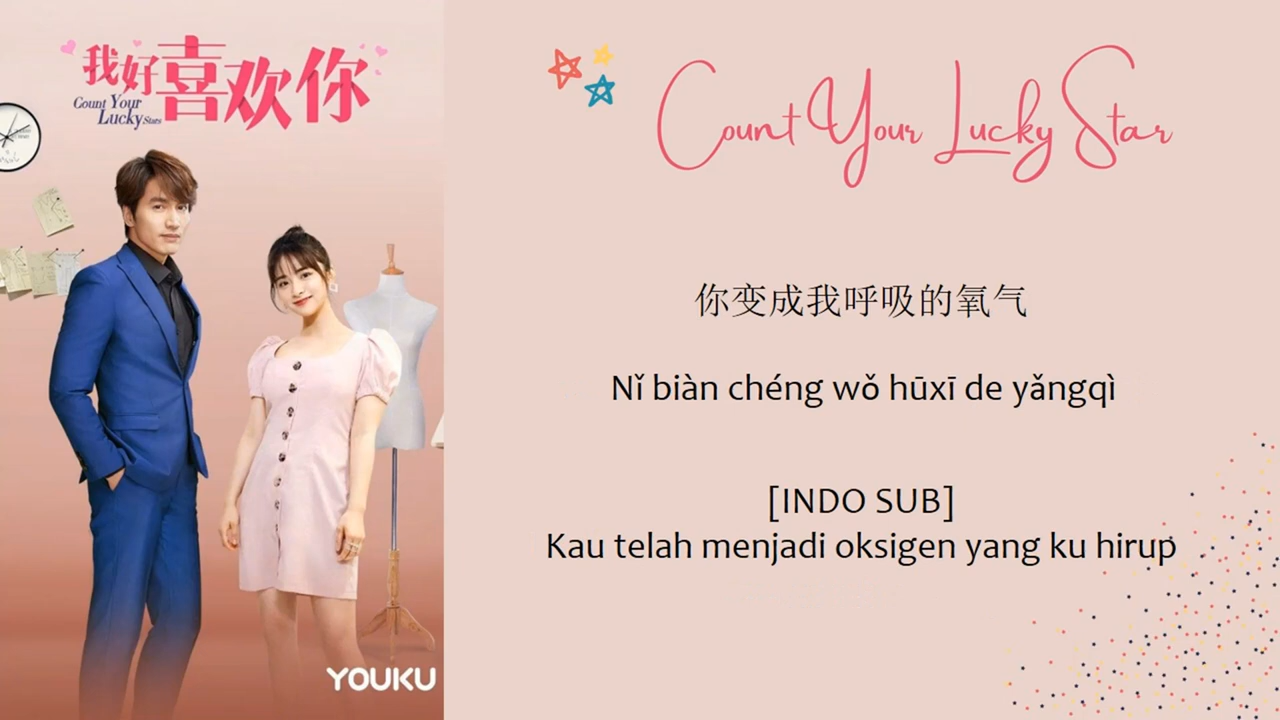 我好喜欢你
Count Your
Lucky Stars
YOUKU
Count Your Lucky Star
你变成我呼吸的氧气
Nǐ biàn chéng wǒ hūxī de yǎngqì
[INDO SUB]
Kau telah menjadi oksigen yang ku hirup